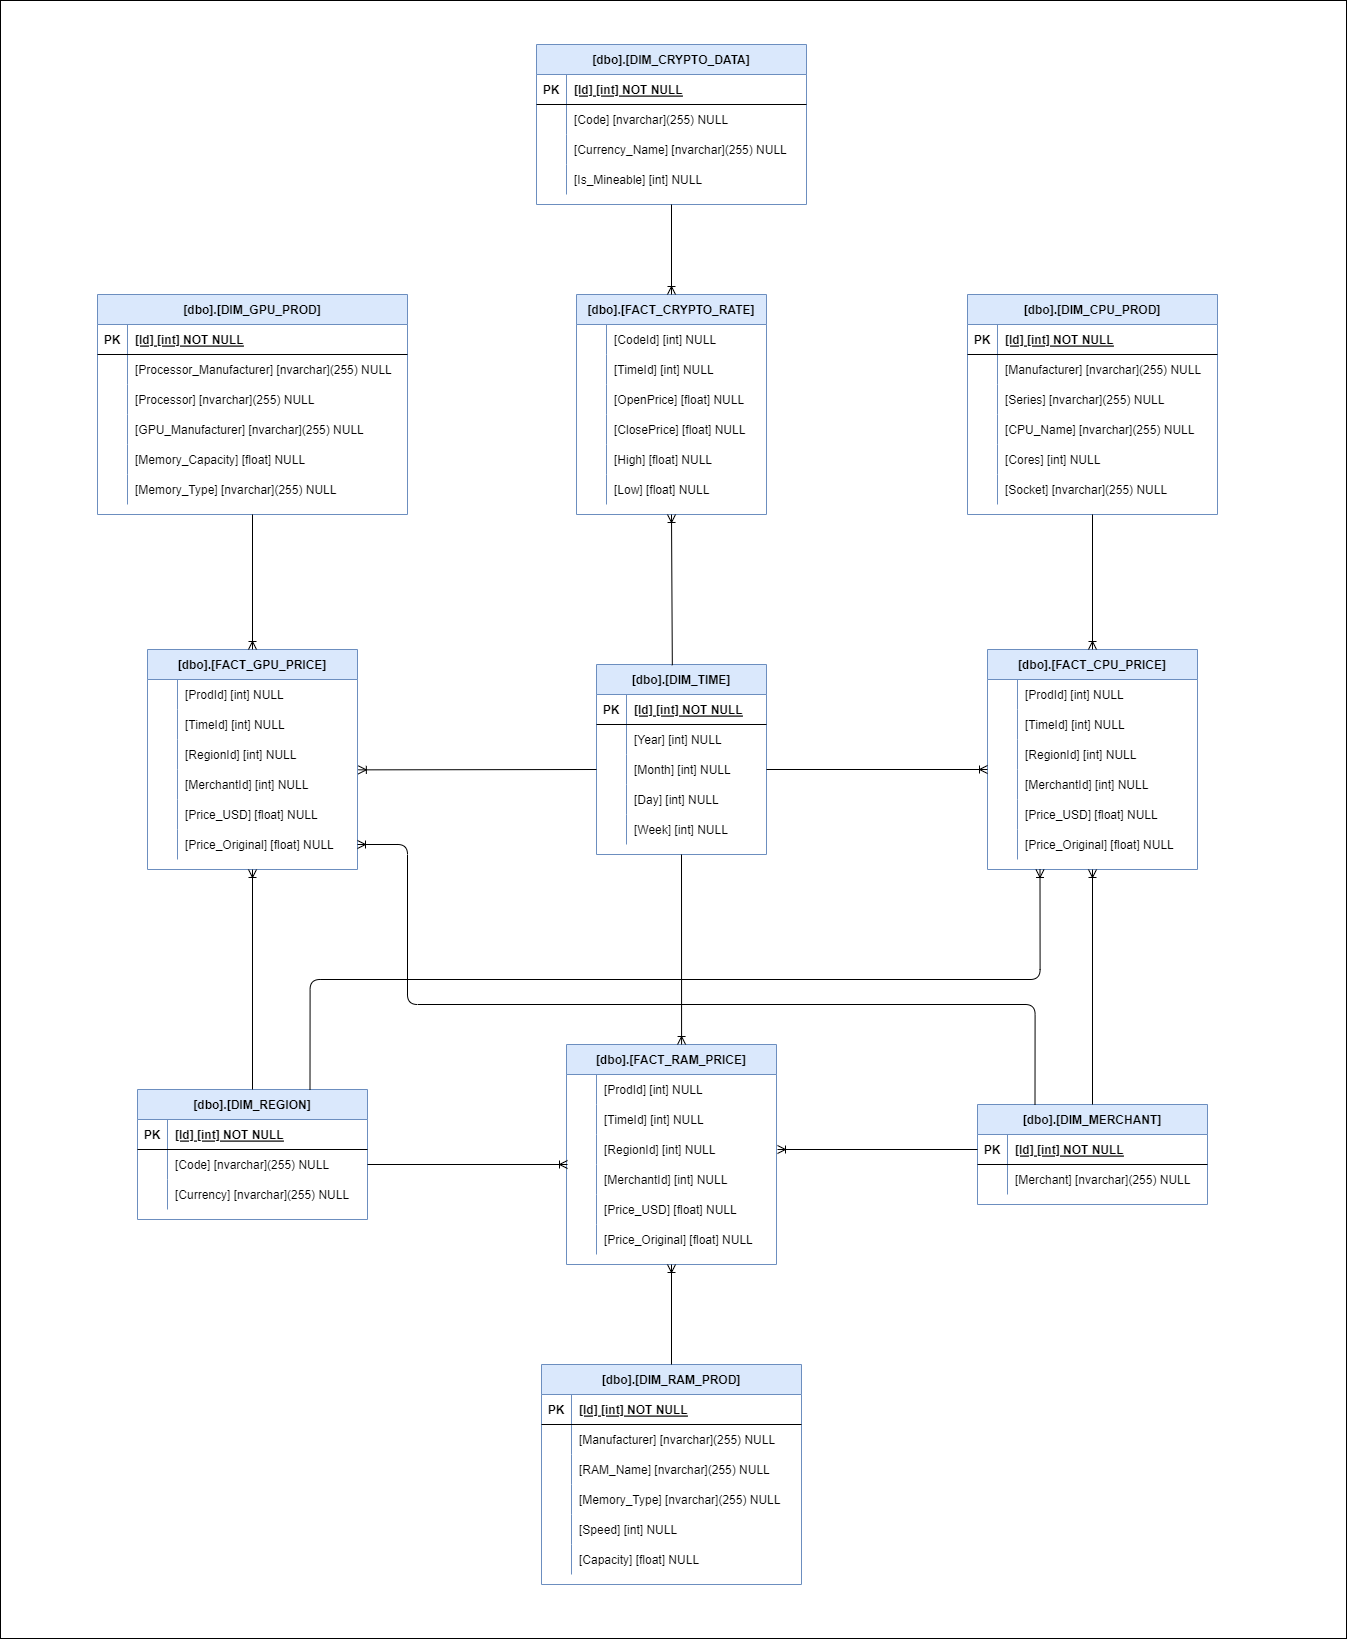 [dbo].[DIM_CRYPTO_DATA]
PK [Id] [int] NOT NULL
[Code] [nvarchar](255) NULL
[Currency_Name] [nvarchar](255) NULL
[Is_Mineable] [int] NULL
[dbo].[DIM_GPU_PROD]
PK [Id] [int] NOT NULL
[Processor_Manufacturer] [nvarchar](255) NULL
[Processor] [nvarchar](255) NULL
[GPU_Manufacturer] [nvarchar](255) NULL
[Memory_Capacity] [float] NULL
[Memory_Type] [nvarchar](255) NULL
[dbo].[FACT_CRYPTO_RATE]
[CodeId] [int] NULL
[TimeId] [int] NULL
[OpenPrice] [float] NULL
[ClosePrice] [float] NULL
[High] [float] NULL
[Low] [float] NULL
[dbo].[DIM_CPU_PROD]
PK [Id] [int] NOT NULL
[Manufacturer] [nvarchar](255) NULL
[Series] [nvarchar](255) NULL
[CPU_Name] [nvarchar](255) NULL
[Cores] [int] NULL
[Socket] [nvarchar](255) NULL
[dbo].[FACT_GPU_PRICE]
[ProdId] [int] NULL
[TimeId] [int] NULL
[RegionId] [int] NULL
[MerchantId] [int] NULL
[Price_USD] [float] NULL
[Price_Original] [float] NULL
[dbo].[DIM_TIME]
PK [Id] [int] NOT NULL
[Year] [int] NULL
[Month] [int] NULL
[Day] [int] NULL
[Week] [int] NULL
[dbo].[FACT_CPU_PRICE]
[ProdId] [int] NULL
[TimeId] [int] NULL
[RegionId] [int] NULL
[MerchantId] [int] NULL
[Price_USD] [float] NULL
[Price_Original] [float] NULL
[dbo].[DIM_REGION]
PK [Id] [int] NOT NULL
[Code] [nvarchar](255) NULL
[Currency] [nvarchar](255) NULL
[dbo].[FACT_RAM_PRICE]
[ProdId] [int] NULL
[TimeId] [int] NULL
[RegionId] [int] NULL
[MerchantId] [int] NULL
[Price_USD] [float] NULL
[Price_Original] [float] NULL
[dbo].[DIM_MERCHANT]
PK [Id] [int] NOT NULL
[Merchant] [nvarchar](255) NULL
[dbo].[DIM_RAM_PROD]
PK [Id] [int] NOT NULL
[Manufacturer] [nvarchar](255) NULL
[RAM_Name] [nvarchar](255) NULL
[Memory_Type] [nvarchar](255) NULL
[Speed] [int] NULL
[Capacity] [float] NULL